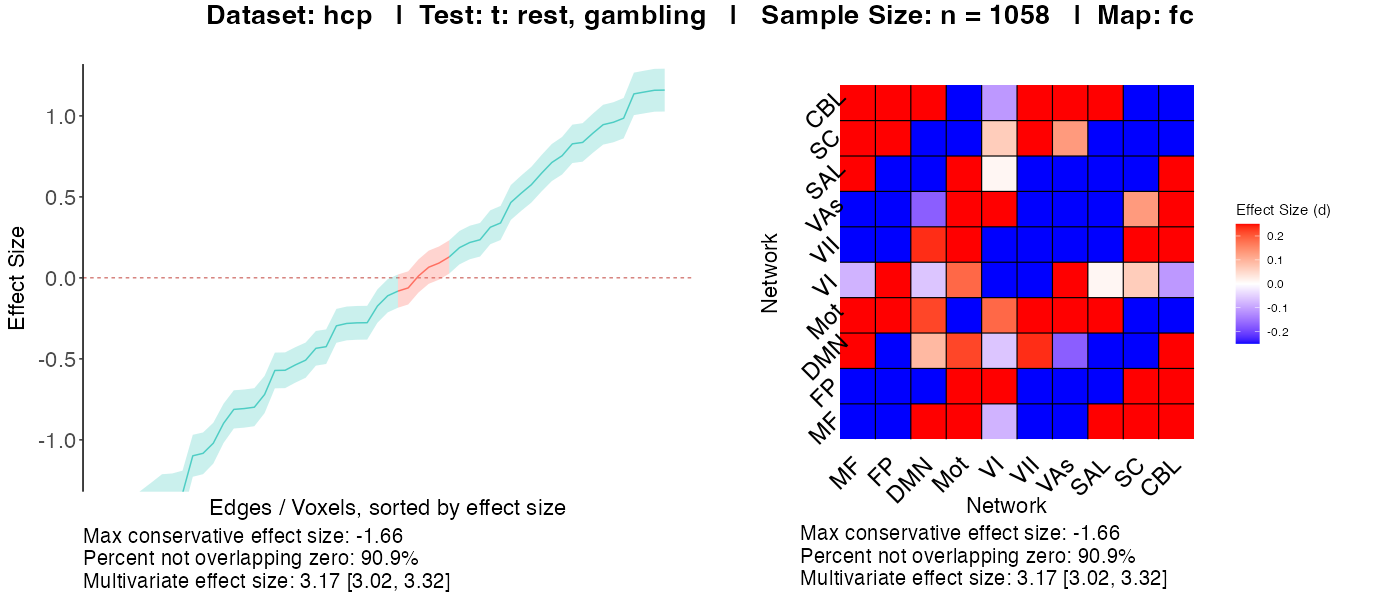 Dataset: hcp | Test: t: rest, gambling | Sample Size: n = 1058 | Map: fc
Effect Size
1.0
0.5
0.0
-0.5
-1.0
Edges / Voxels, sorted by effect size
Max conservative effect size: -1.66
Percent not overlapping zero: 90.9%
Multivariate effect size: 3.17 [3.02, 3.32]
Network
CBL
SC
SAL
VAs
VII
VI
Mot
DMN
FP
MF
MF FP DMN Mot VI VII VAs SAL SC CBL
Network
Max conservative effect size: -1.66
Percent not overlapping zero: 90.9%
Multivariate effect size: 3.17 [3.02, 3.32]
Effect Size (d)
0.2
0.1
0.0
-0.1
-0.2